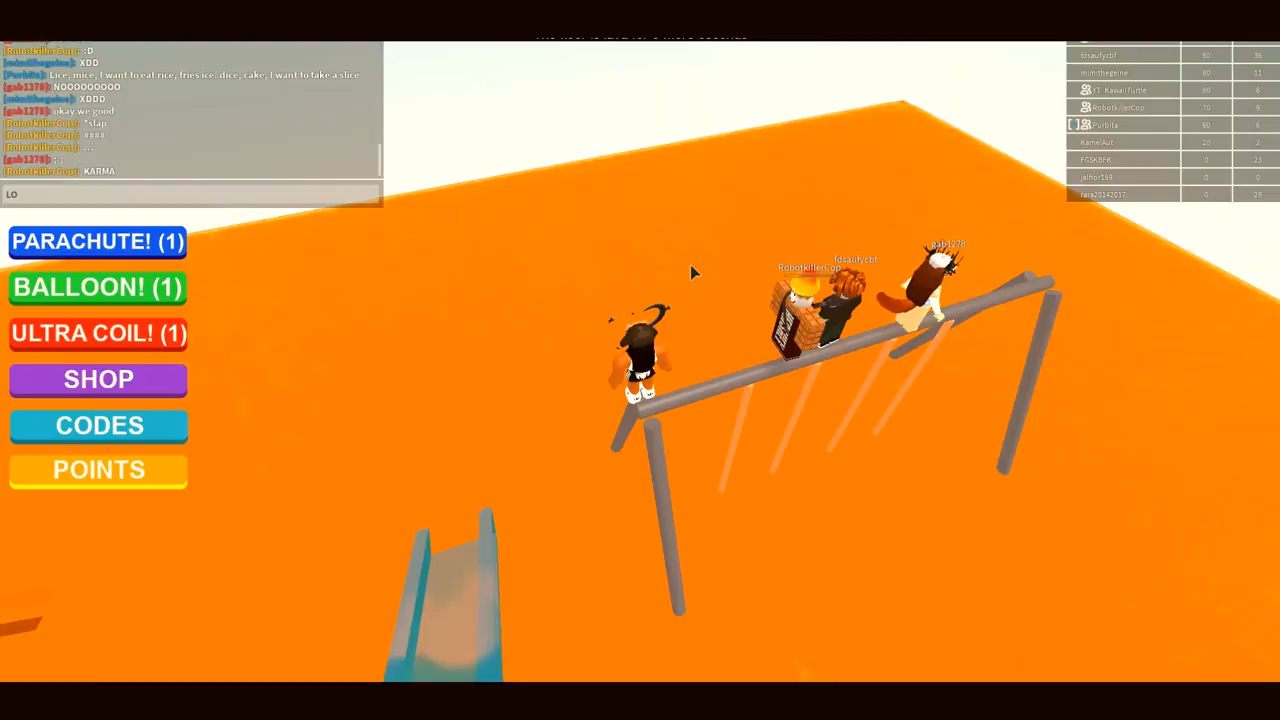 [RobotkillerCop]: :D
[mimithegeine]: XDD
[Purbita]: Lice, mice, I want to eat rice, fries ice. dice, cake, I want to take a slice
[gab1278]: NOOOOOOOOO
[mimithegeine]: XDDD
[gab1278]: okay we good
[RobotkillerCop]: *slap
[RobotkillerCop]: ####
[RobotkillerCop]: ...
[gab1278]: ;-;
[RobotkillerCop]: KARMA
LO
PARACHUTE! (1)
BALLOON! (1)
ULTRA COIL! (1)
SHOP
CODES
POINTS
RobotkillerCop
fdsaufycbf
gab1278
fdsaufycbf 80 36
mimithegeine 80 11
YT_KawaiiTurtle 80 8
RobotkillerCop 70 9
Purbita 60 6
KamelAut 20 2
FGSKBFK 0 23
jalhor159 0 0
rara20142017 0 29